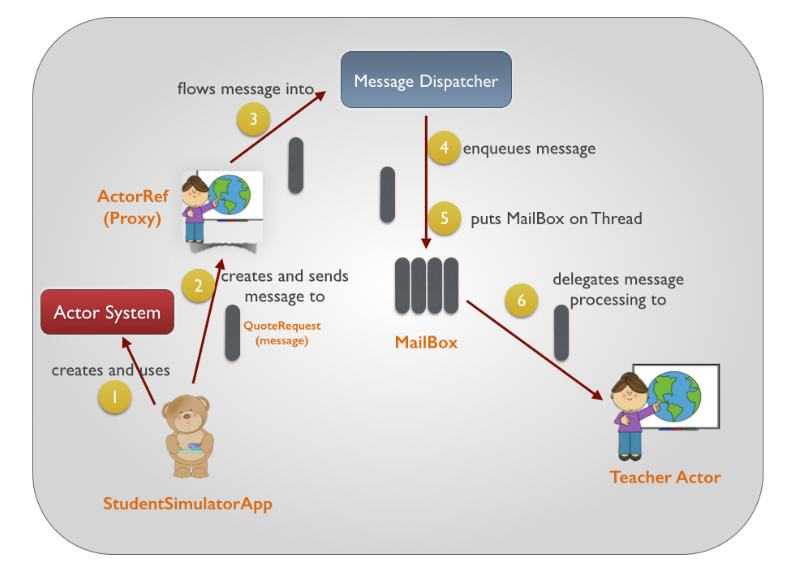 Message Dispatcher
flows message into
3
4
enqueues message
ActorRef
(Proxy)
5
puts MailBox on Thread
2
creates and sends
message to
6
delegates message
processing to
Actor System
QuoteRequest
(message)
MailBox
creates and uses
1
Teacher Actor
StudentSimulatorApp